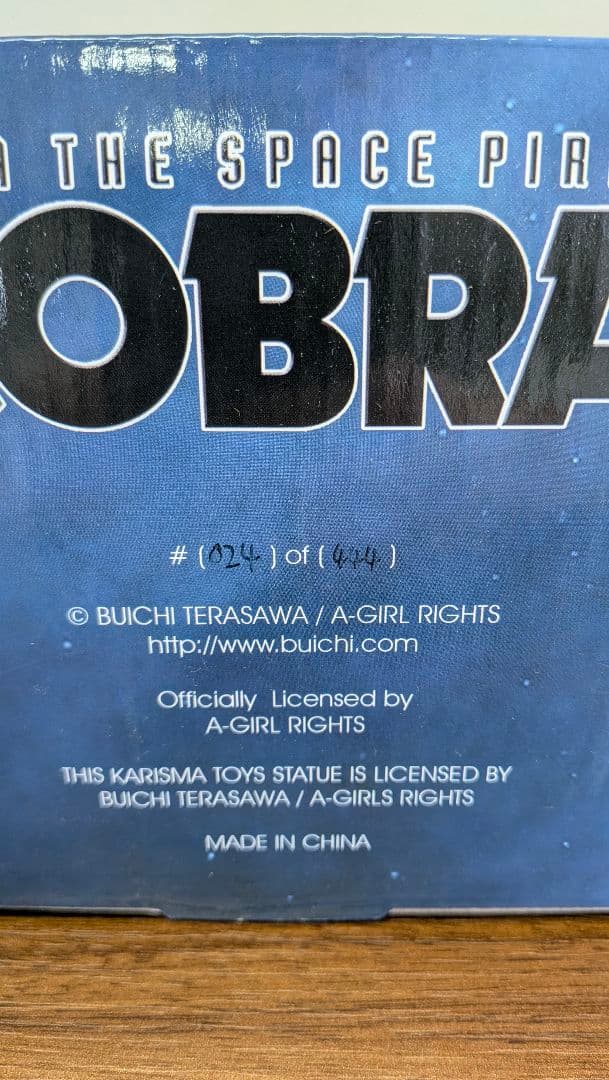 THE SPACE PIR
COBRA
# (024) of (444)
© BUICHI TERASAWA / A-GIRL RIGHTS
http://www.buichi.com
Officially Licensed by
A-GIRL RIGHTS
THIS KARISMA TOYS STATUE IS LICENSED BY
BUICHI TERASAWA / A-GIRLS RIGHTS
MADE IN CHINA